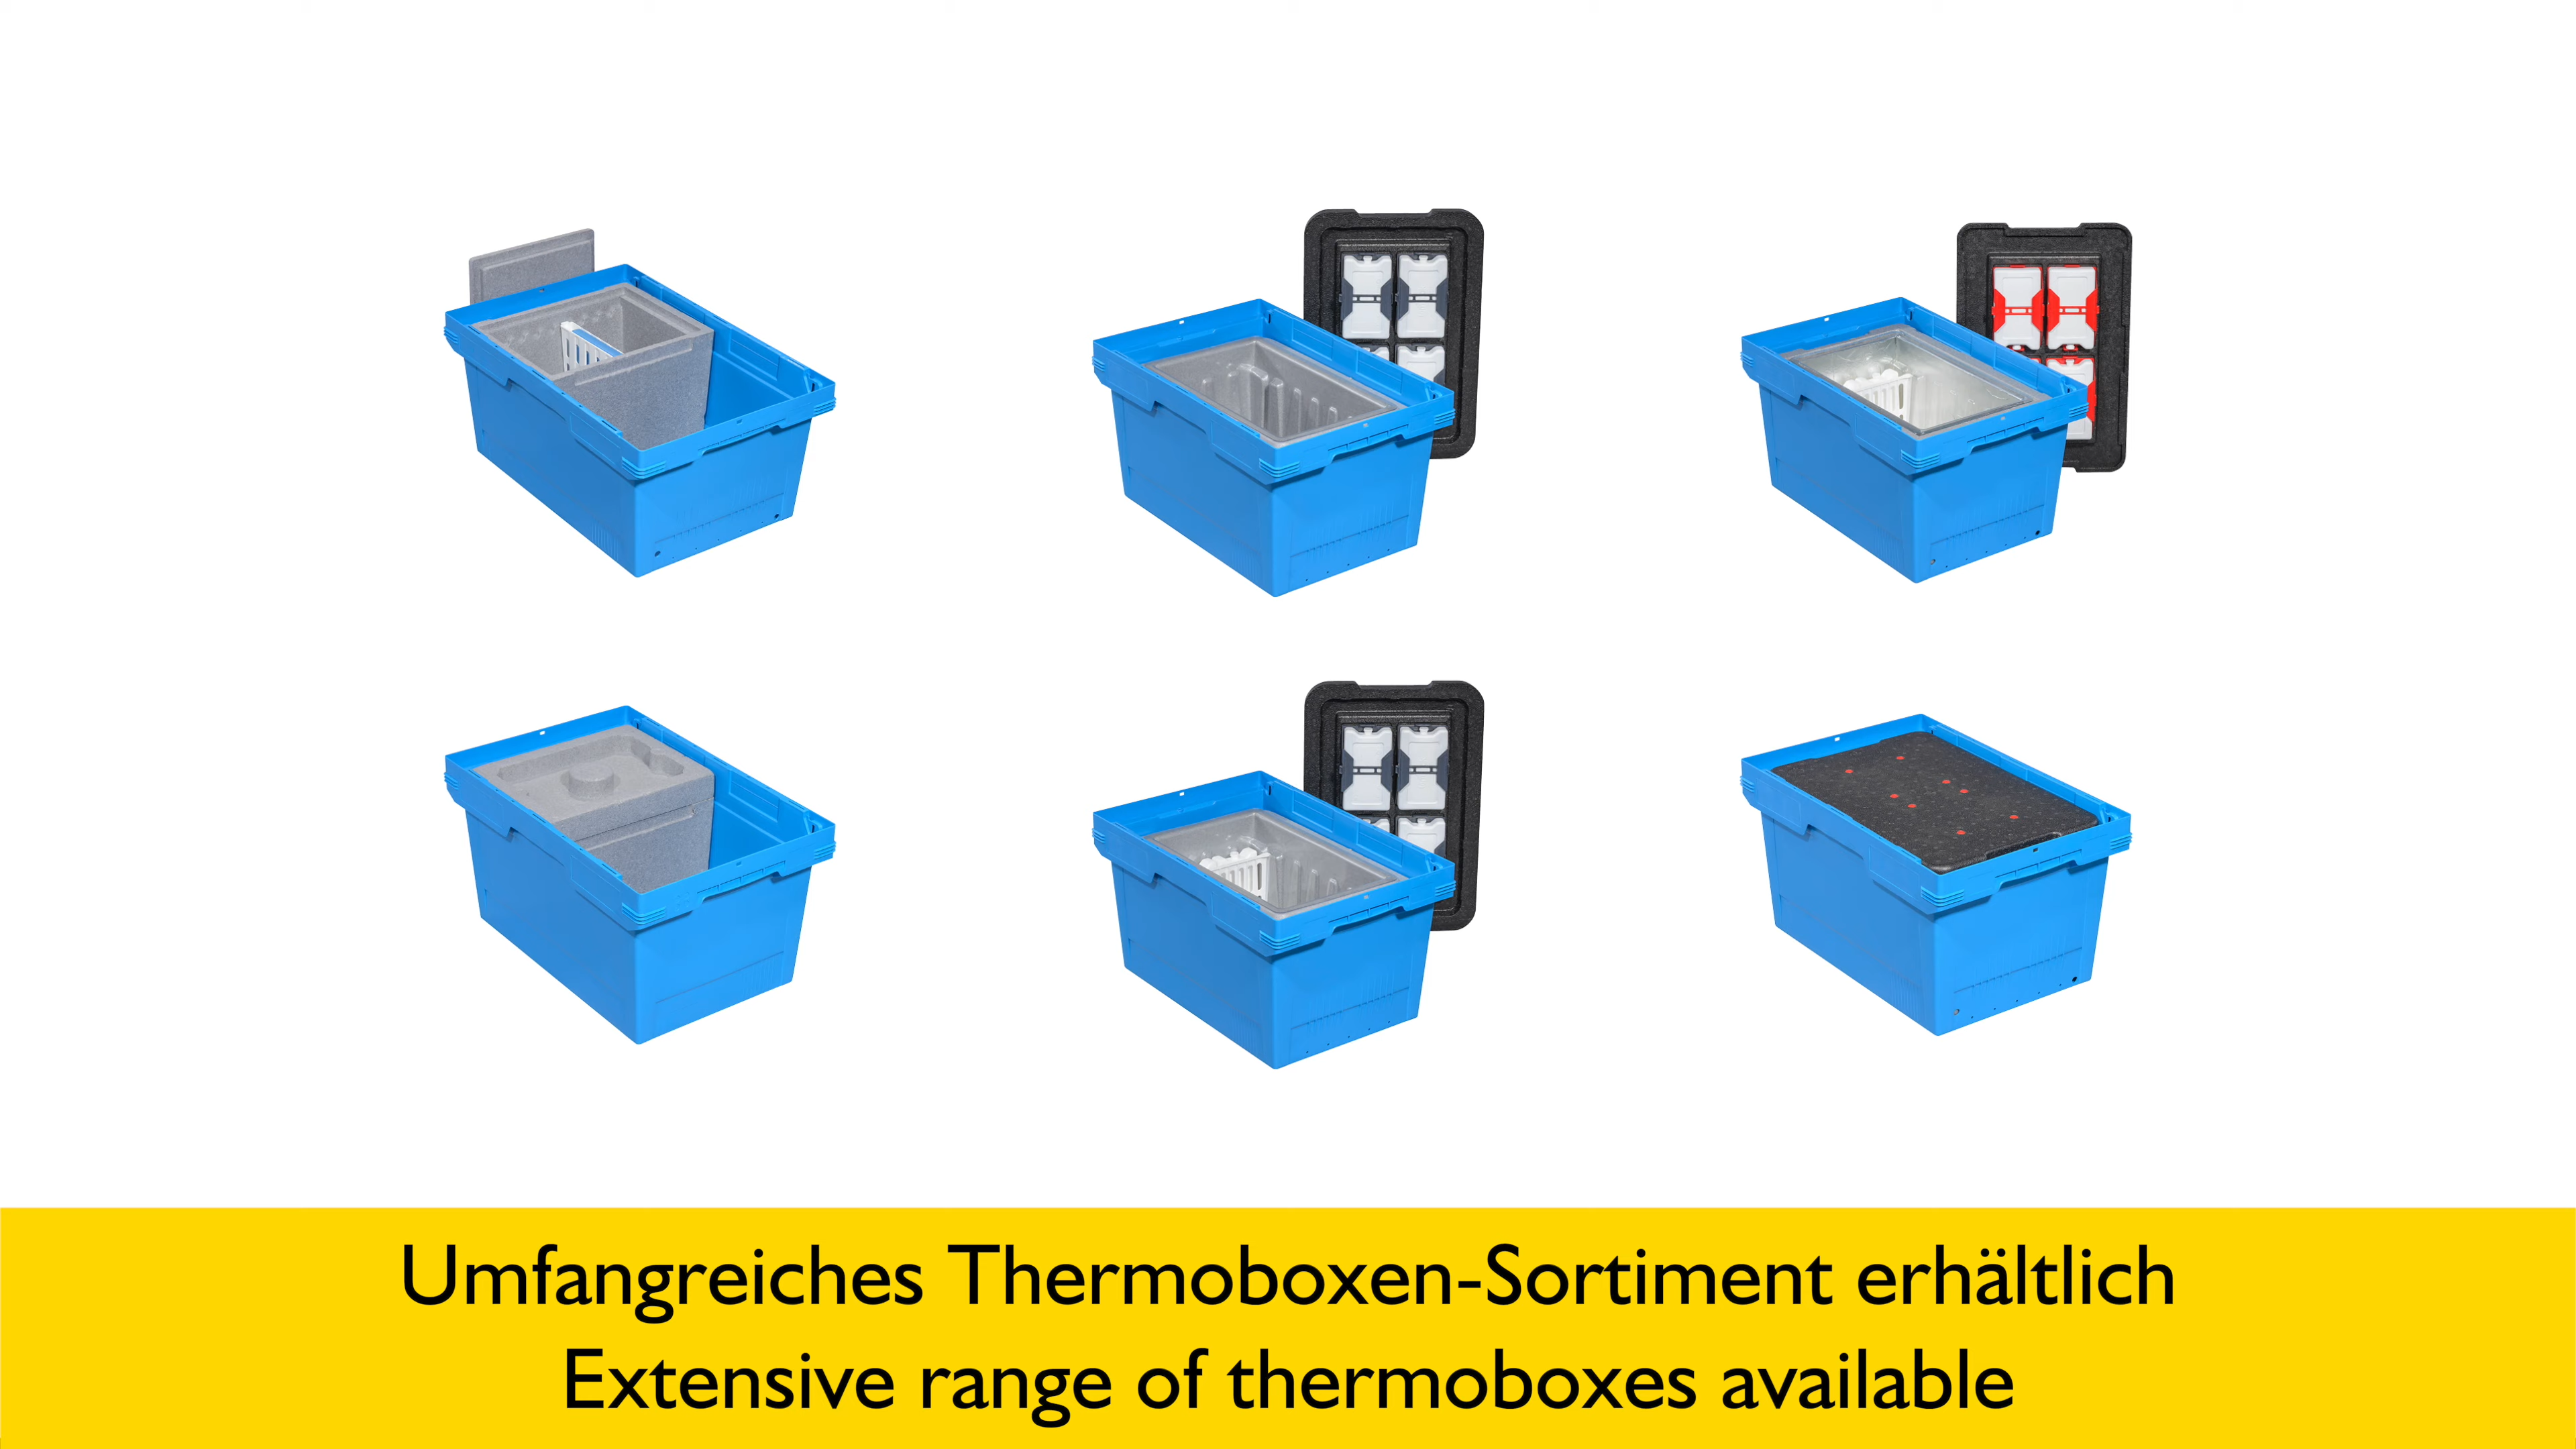 Umfangreiches Thermoboxen-Sortiment erhältlich
Extensive range of thermoboxes available